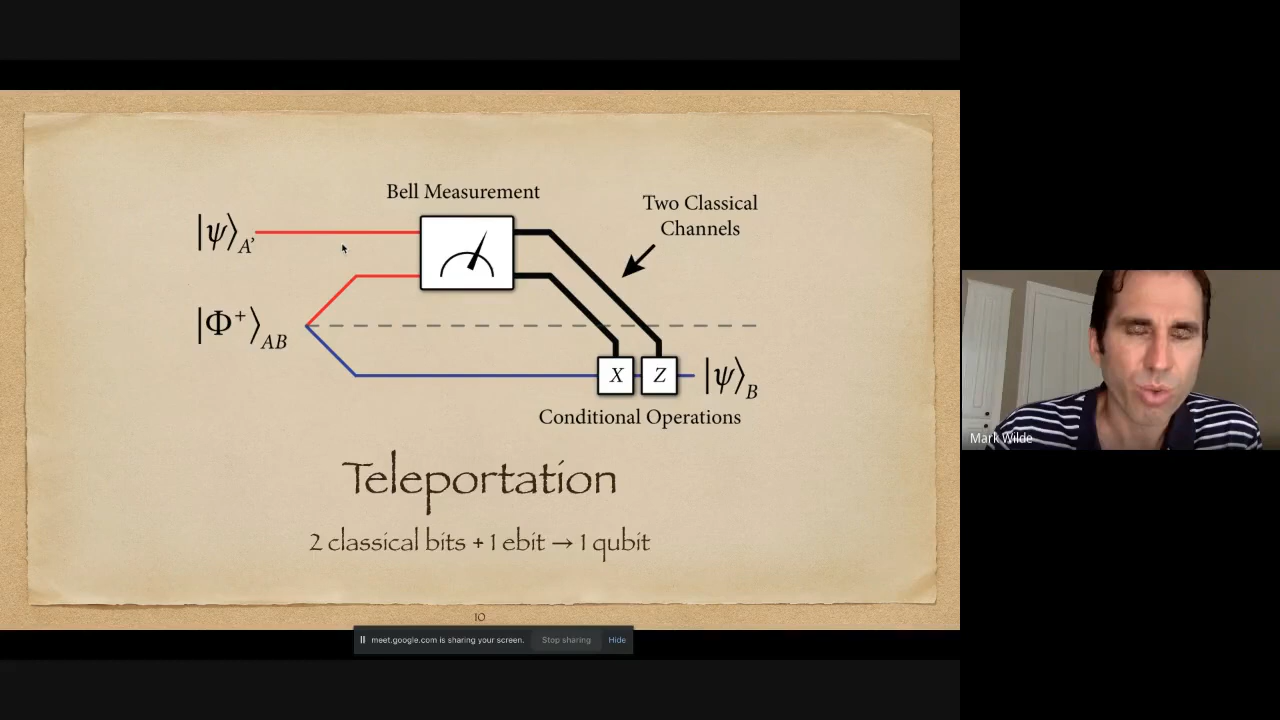 Bell Measurement
Two Classical
Channels
|ψ⟩A'
|Φ⁺⟩AB
X
Z
|ψ⟩B
Conditional Operations
Teleportation
2 classical bits + 1 ebit → 1 qubit
10
meet.google.com is sharing your screen. Stop sharing Hide
Mark Wilde